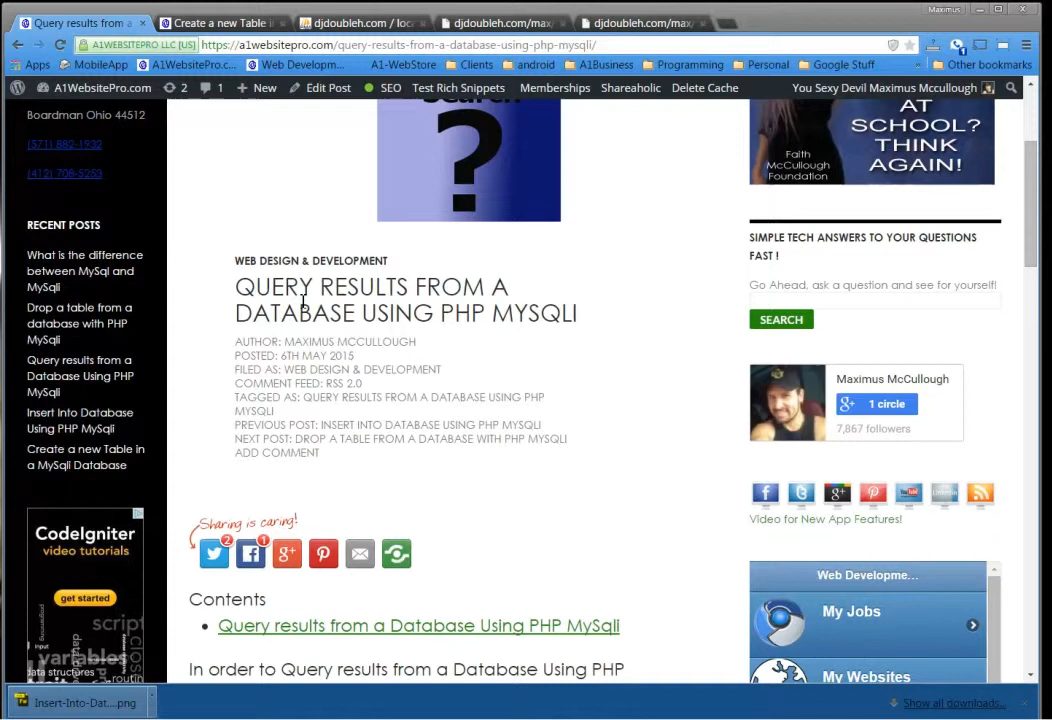 Maximus
Query results from a
Create a new Table i
djdoubleh.com / loca
djdoubleh.com/max
djdoubleh.com/max
A1WEBSITEPRO LLC [US]
https://a1websitepro.com/query-results-from-a-database-using-php-mysqli/
Apps
MobileApp
A1WebsitePro.c...
Web Developm...
A1-WebStore
Clients
android
A1Business
Programming
Personal
Google Stuff
»
Other bookmarks
A1WebsitePro.com
2
1
+ New
Edit Post
SEO
Test Rich Snippets
Memberships
Shareaholic
Delete Cache
You Sexy Devil Maximus Mccullough
Boardman Ohio 44512
(571) 882-1932
(412) 708-5253
RECENT POSTS
What is the difference
between MySql and
MySqli
Drop a table from a
database with PHP
MySqli
Query results from a
Database Using PHP
MySqli
Insert Into Database
Using PHP MySqli
Create a new Table in
a MySqli Database
CodeIgniter
video tutorials
get started
script
input
variables
data structures
Search
?
WEB DESIGN & DEVELOPMENT
QUERY RESULTS FROM A
DATABASE USING PHP MYSQLI
AUTHOR: MAXIMUS MCCULLOUGH
POSTED: 6TH MAY 2015
FILED AS: WEB DESIGN & DEVELOPMENT
COMMENT FEED: RSS 2.0
TAGGED AS: QUERY RESULTS FROM A DATABASE USING PHP
MYSQLI
PREVIOUS POST: INSERT INTO DATABASE USING PHP MYSQLI
NEXT POST: DROP A TABLE FROM A DATABASE WITH PHP MYSQLI
ADD COMMENT
Sharing is caring!
2
1
Contents
Query results from a Database Using PHP MySqli
In order to Query results from a Database Using PHP
AT
SCHOOL?
THINK
AGAIN!
Faith
McCullough
Foundation
SIMPLE TECH ANSWERS TO YOUR QUESTIONS
FAST !
Go Ahead, ask a question and see for yourself!
SEARCH
Maximus McCullough
g+ 1 circle
7,867 followers
Video for New App Features!
Web Developme...
My Jobs
My Websites
Insert-Into-Dat....png
Show all downloads...